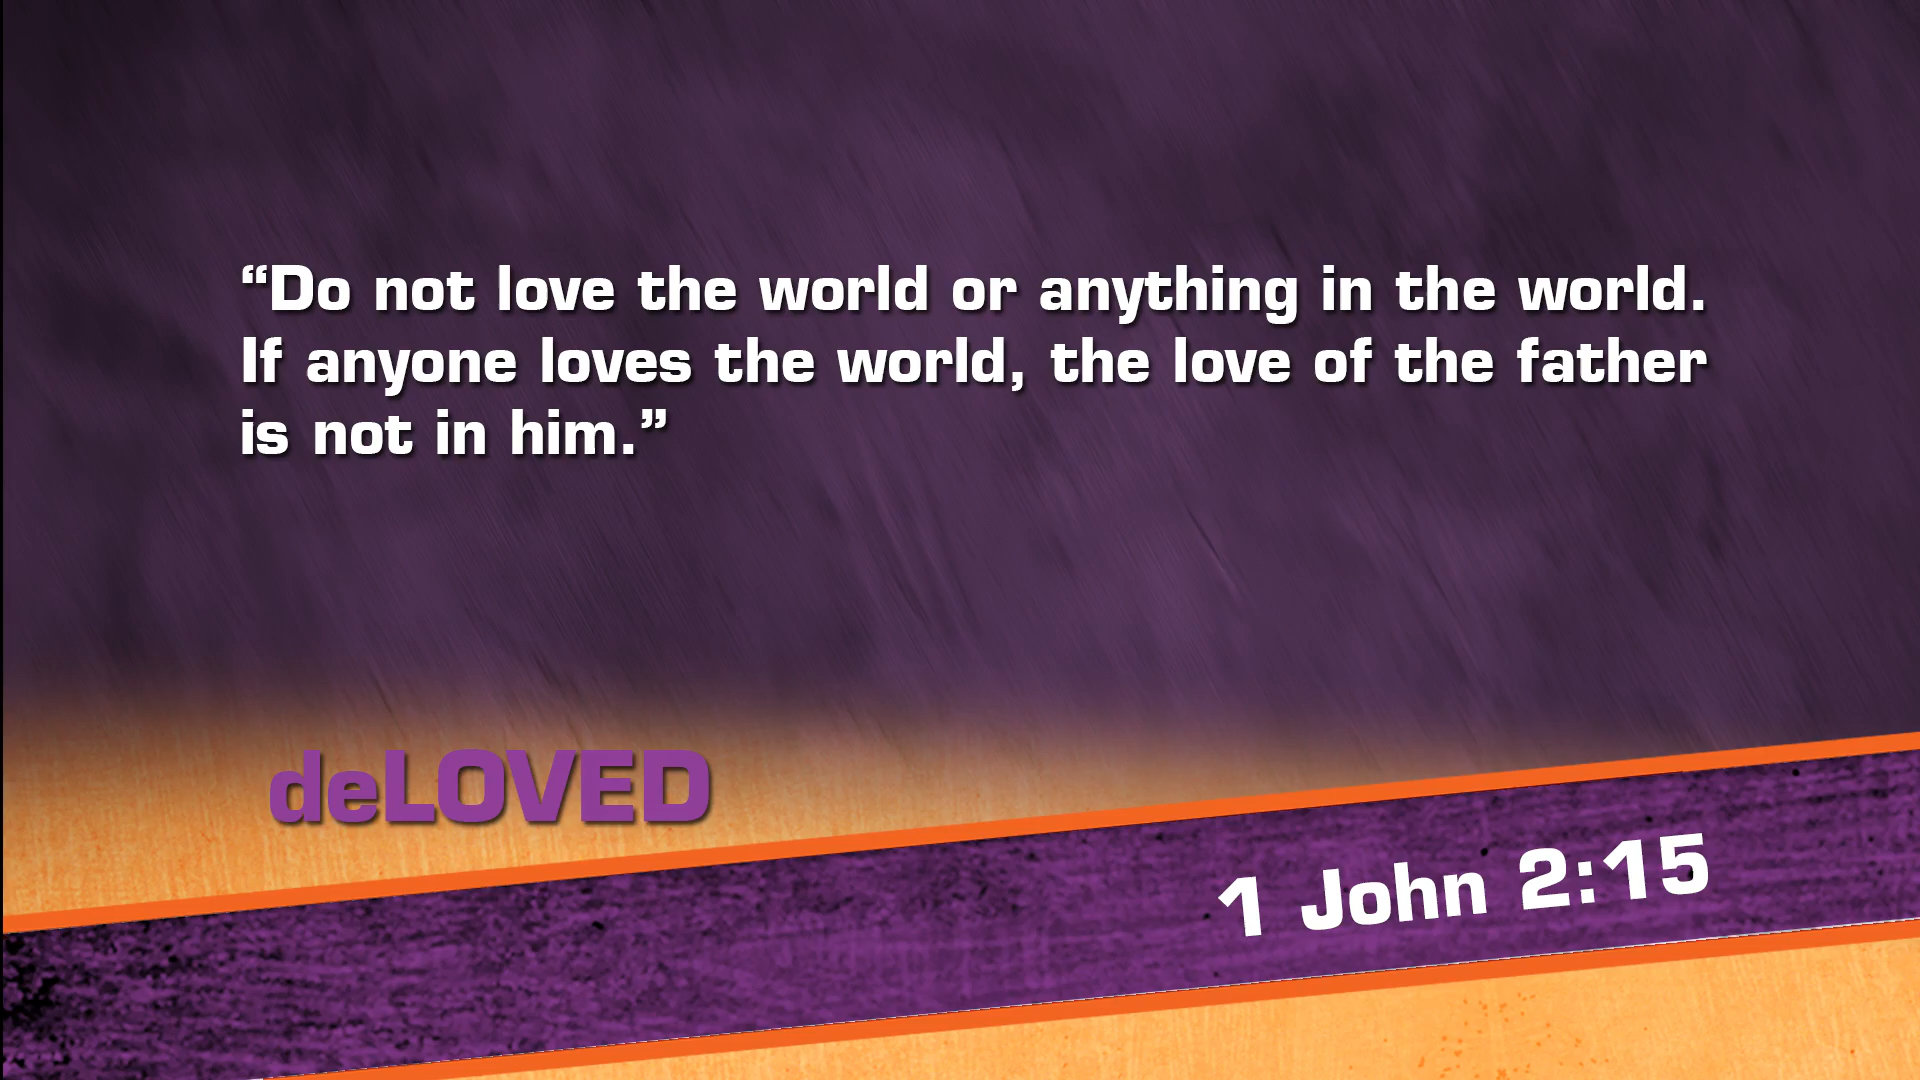 “Do not love the world or anything in the world.
If anyone loves the world, the love of the father
is not in him.”
deLOVED
1 John 2:15